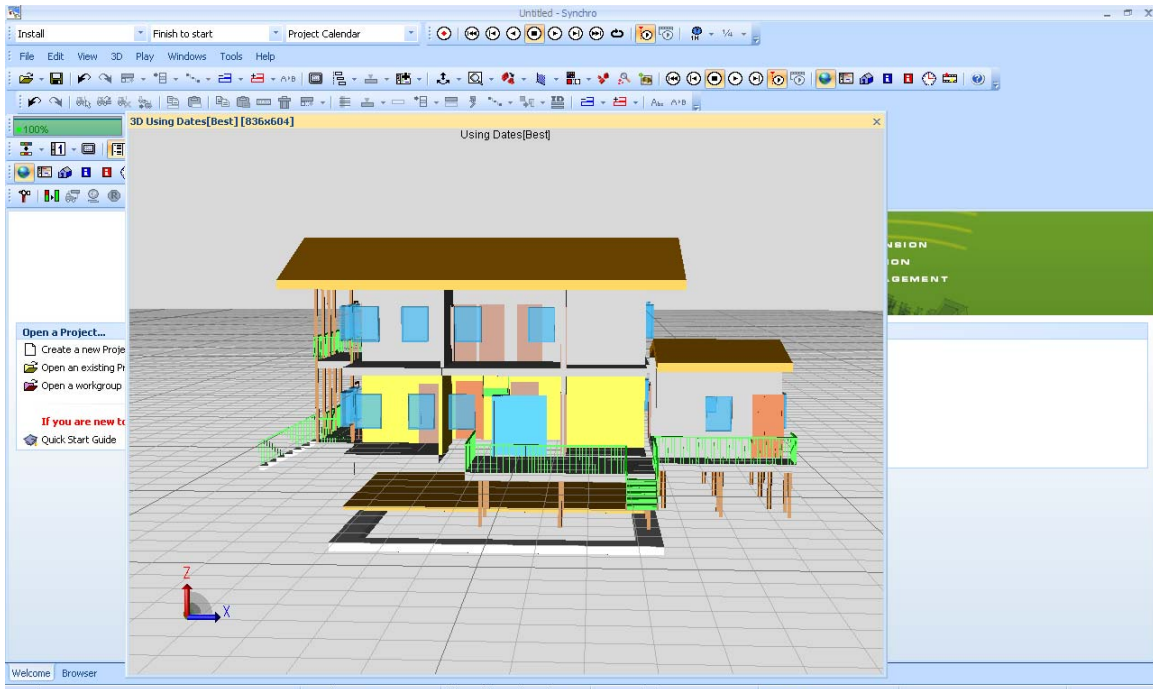 Untitled - Synchro
Install Finish to start Project Calendar
File Edit View 3D Play Windows Tools Help
100%
3D Using Dates[Best] [836x604]
Using Dates[Best]
ION
AGEMENT
Open a Project...
Create a new Proje
Open an existing Pr
Open a workgroup
If you are new to
Quick Start Guide
Z
X
Welcome Browser